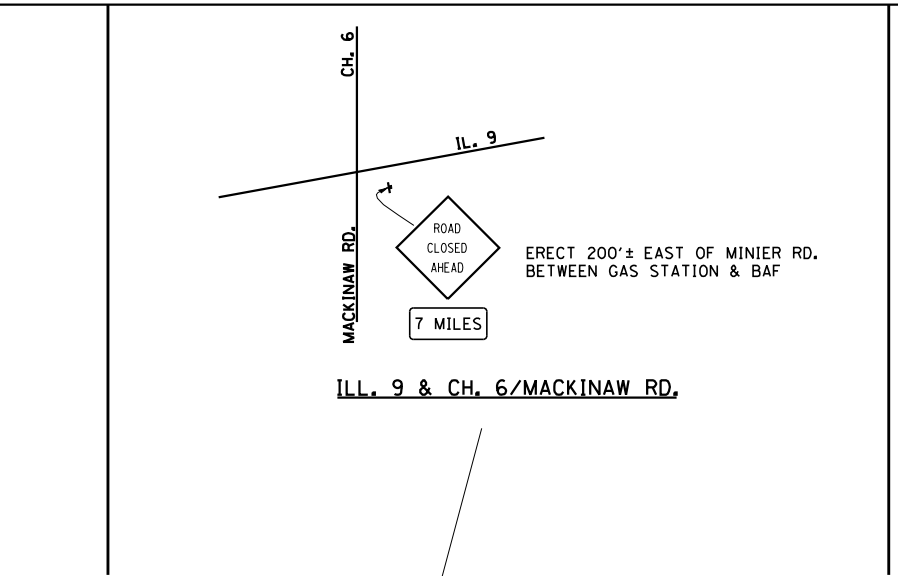 CH. 6
IL. 9
MACKINAW RD.
ROAD
CLOSED
AHEAD
7 MILES
ERECT 200'± EAST OF MINIER RD.
BETWEEN GAS STATION & BAF
ILL. 9 & CH. 6/MACKINAW RD.